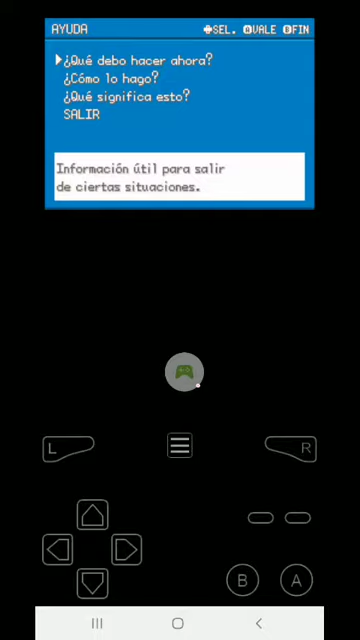 AYUDA
SEL. AVALE BFIN
¿Qué debo hacer ahora?
¿Cómo lo hago?
¿Qué significa esto?
SALIR
Información útil para salir
de ciertas situaciones.
L
R
B
A